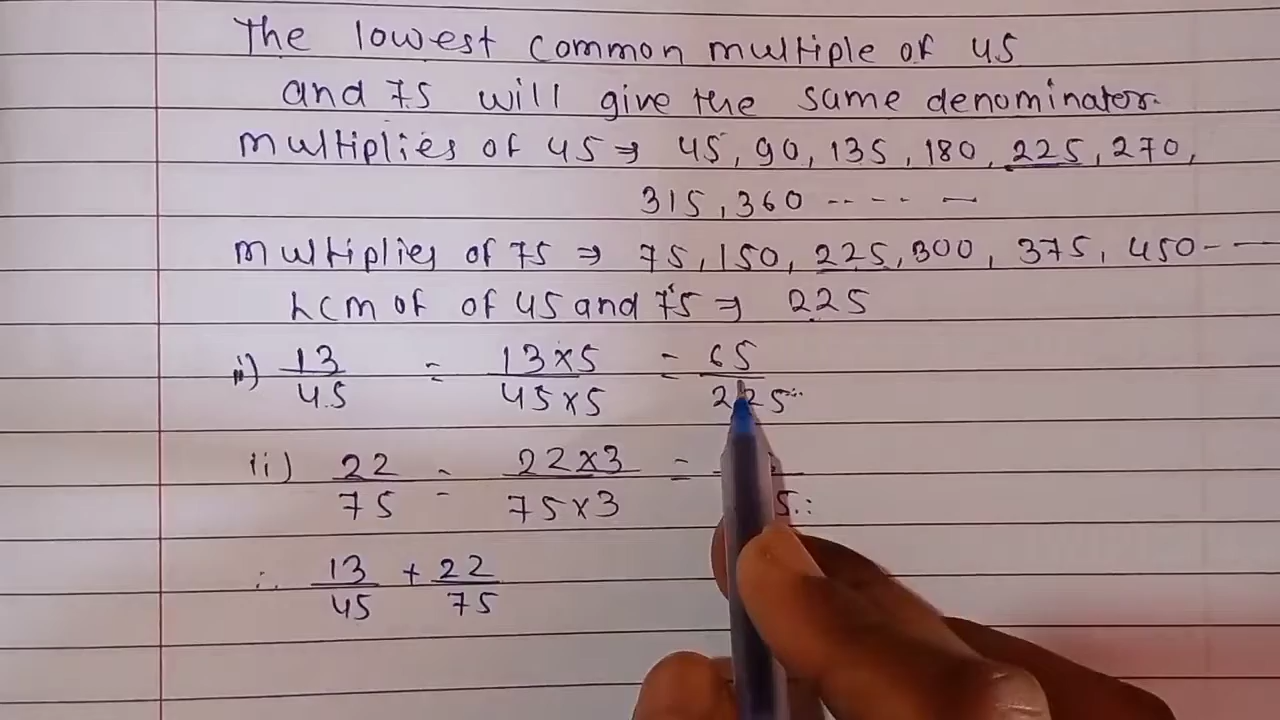 The lowest common multiple of 45
and 75 will give the same denominator.
Multiplies of 45 ⇒ 45, 90, 135, 180, 225, 270,
315, 360 ----- —
Multiplies of 75 ⇒ 75, 150, 225, 300, 375, 450 - —
LCM of of 45 and 75 ⇒ 225
i) 13/45 = 13×5/45×5 = 65/225
ii) 22/75 = 22×3/75×3 =
∴ 13/45 + 22/75